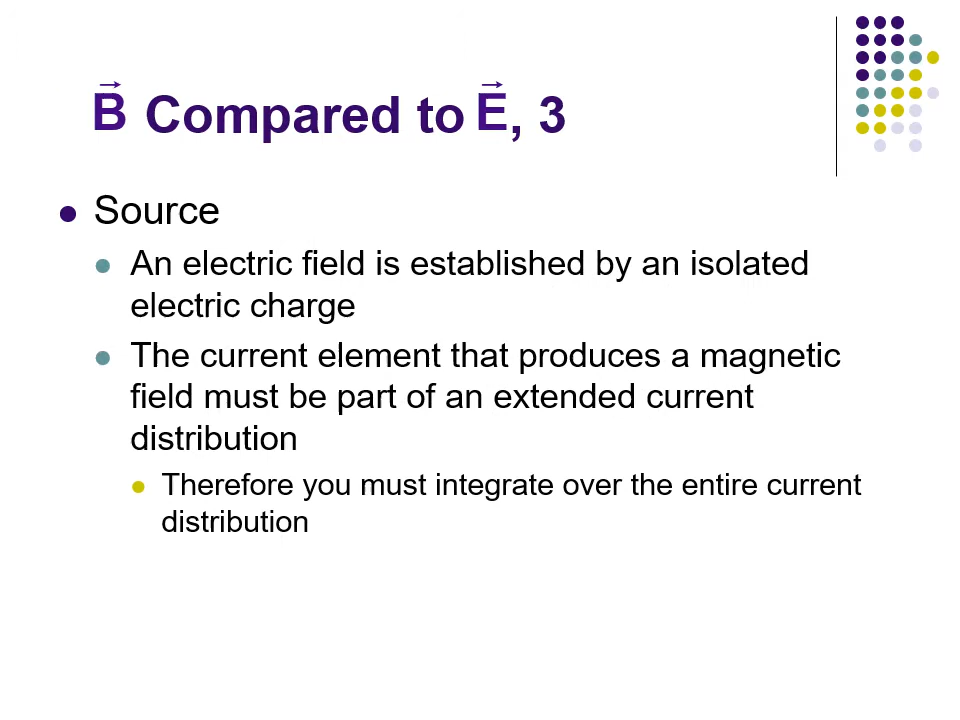 B⃗ Compared to E⃗, 3
Source
An electric field is established by an isolated
electric charge
The current element that produces a magnetic
field must be part of an extended current
distribution
Therefore you must integrate over the entire current
distribution